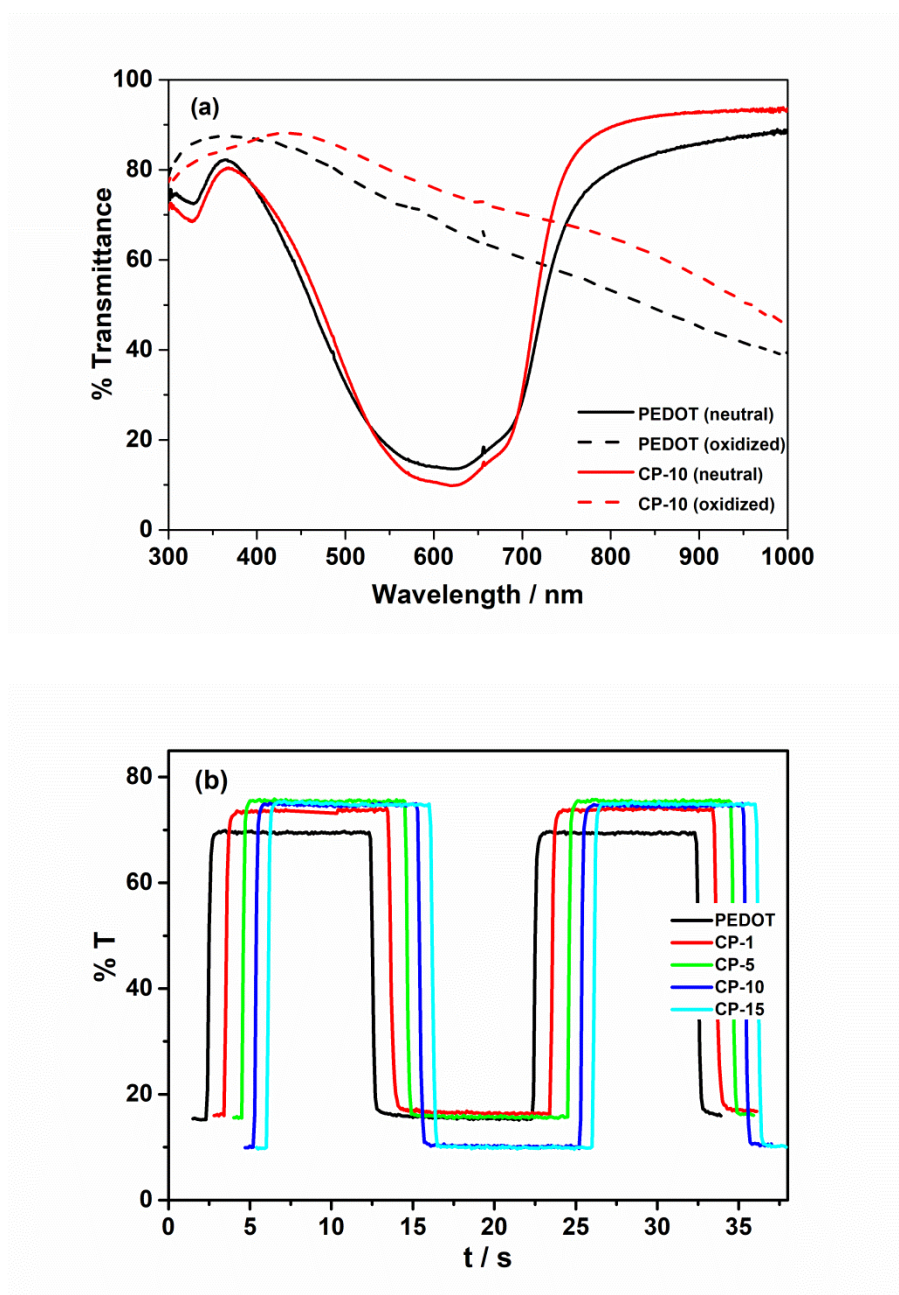 (a)
100
80
60
40
20
0
% Transmittance
PEDOT (neutral)
PEDOT (oxidized)
CP-10 (neutral)
CP-10 (oxidized)
300 400 500 600 700 800 900 1000
Wavelength / nm
(b)
80
60
40
20
0
% T
PEDOT
CP-1
CP-5
CP-10
CP-15
0 5 10 15 20 25 30 35
t / s